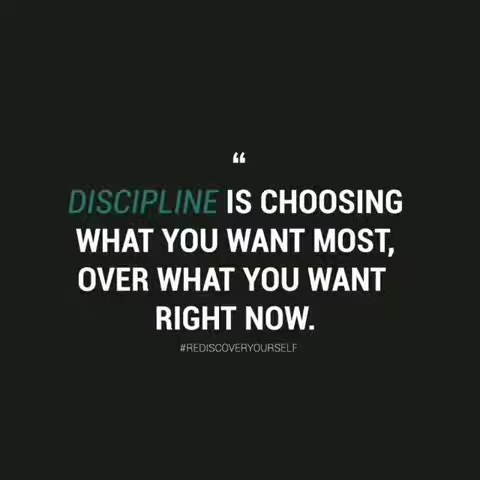 “
DISCIPLINE IS CHOOSING
WHAT YOU WANT MOST,
OVER WHAT YOU WANT
RIGHT NOW.
#REDISCOVERYOURSELF